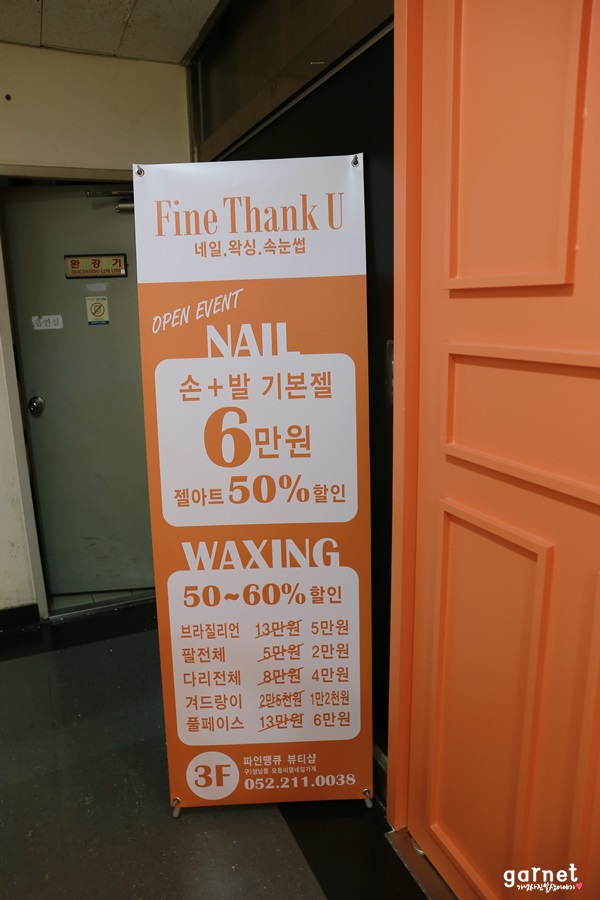 Fine Thank U
네일.왁싱.속눈썹
OPEN EVENT
NAIL
손+발 기본젤
6만원
젤아트 50% 할인
WAXING
50~60% 할인
브라질리언 13만원 5만원
팔전체 5만원 2만원
다리전체 8만원 4만원
겨드랑이 2만5천원 1만2천원
풀페이스 13만원 6만원
3F
파인땡큐 뷰티샵
052.211.0038
완강기
garnet